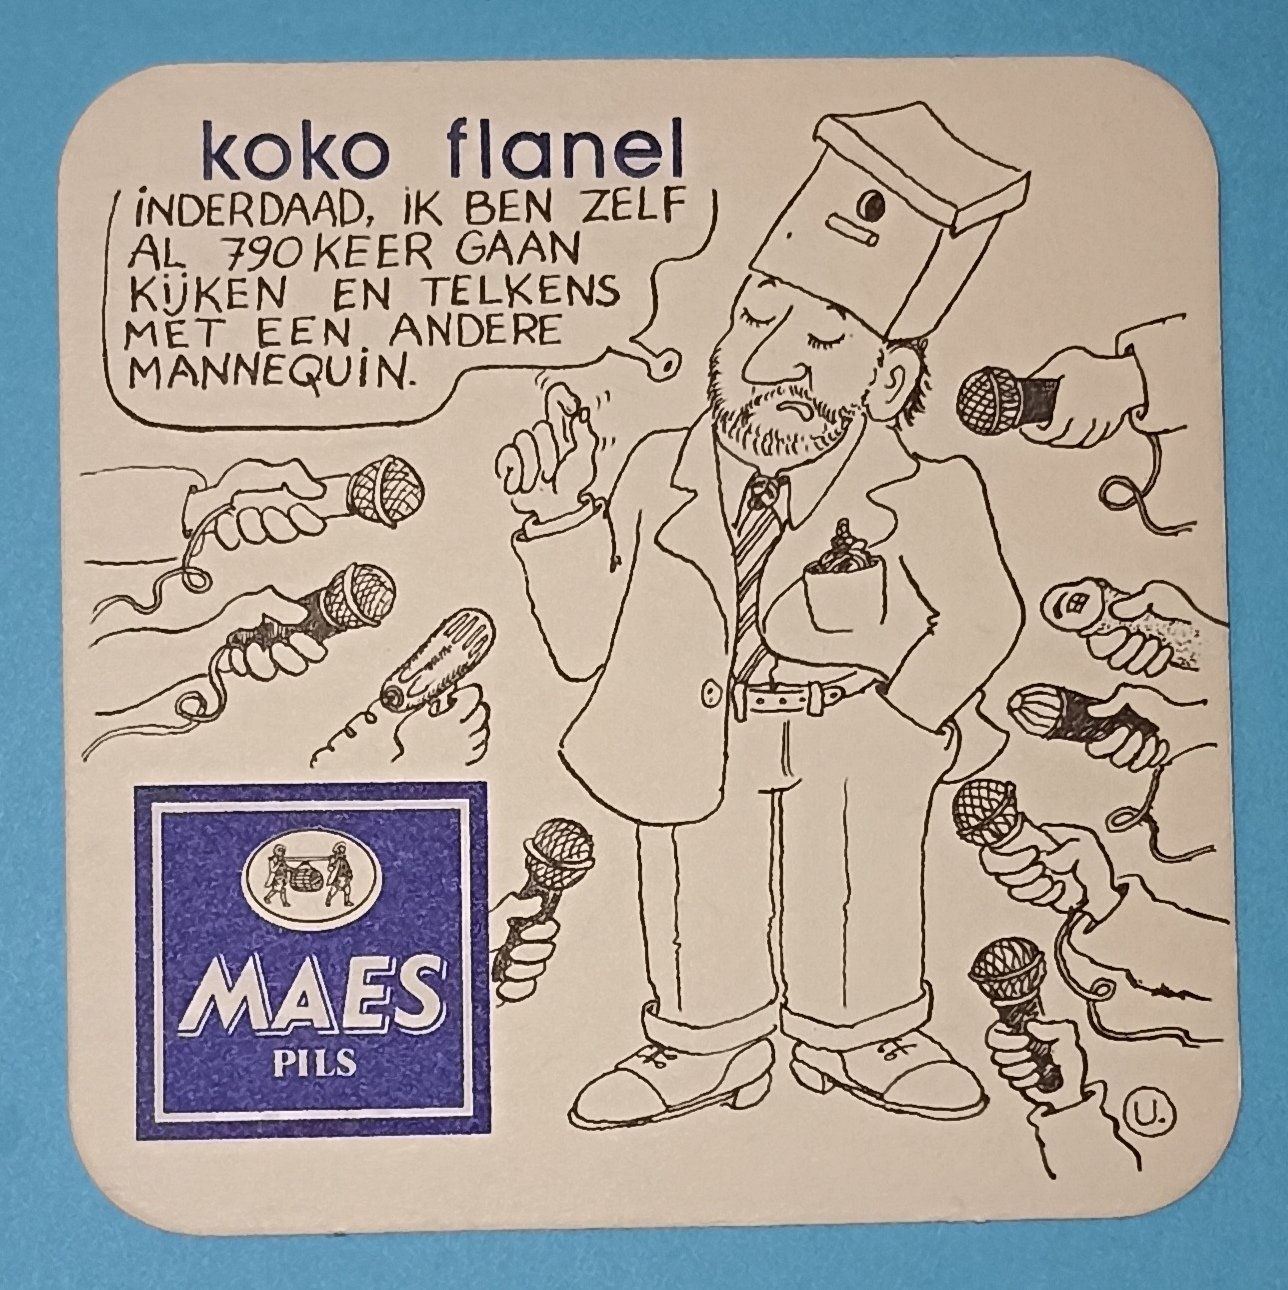 koko flanel
INDERDAAD, IK BEN ZELF
AL 790 KEER GAAN
KIJKEN EN TELKENS
MET EEN ANDERE
MANNEQUIN.
MAES
PILS
U.